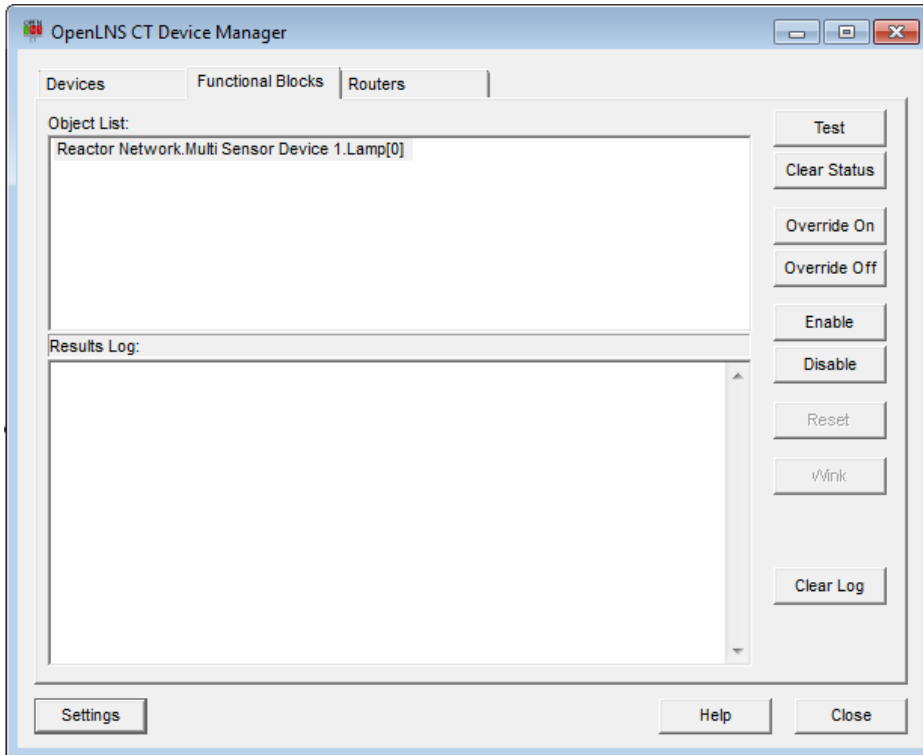 OpenLNS CT Device Manager
Devices
Functional Blocks
Routers
Object List:
Reactor Network.Multi Sensor Device 1.Lamp[0]
Results Log:
Test
Clear Status
Override On
Override Off
Enable
Disable
Reset
Wink
Clear Log
Settings
Help
Close